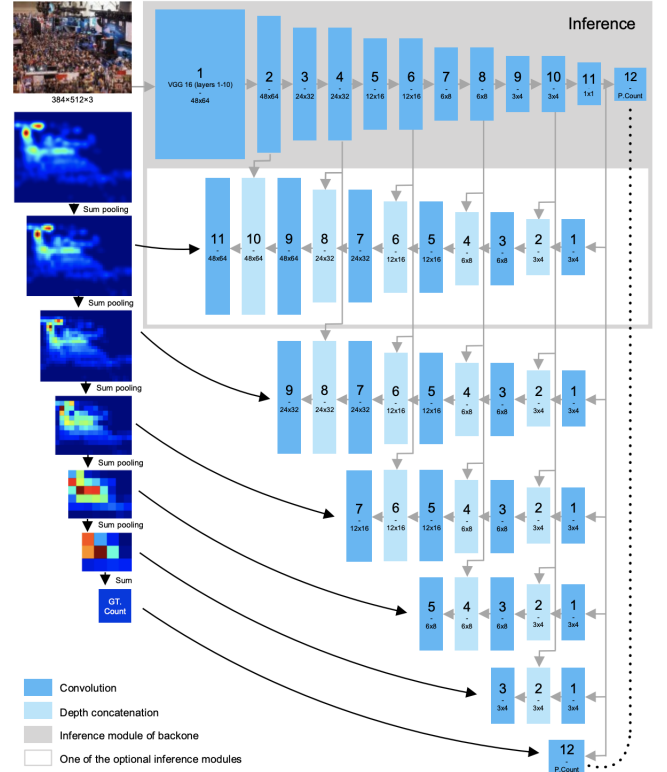 Inference
384×512×3
1
VGG 16 (layers 1-10)
-
48x64
2
-
48x64
3
-
24x32
4
-
24x32
5
-
12x16
6
-
12x16
7
-
6x8
8
-
6x8
9
-
3x4
10
-
3x4
11
-
1x1
12
-
P.Count
Sum pooling
11
-
48x64
10
-
48x64
9
-
48x64
8
-
24x32
7
-
24x32
6
-
12x16
5
-
12x16
4
-
6x8
3
-
6x8
2
-
3x4
1
-
3x4
Sum pooling
Sum pooling
9
-
24x32
8
-
24x32
7
-
24x32
6
-
12x16
5
-
12x16
4
-
6x8
3
-
6x8
2
-
3x4
1
-
3x4
Sum pooling
7
-
12x16
6
-
12x16
5
-
12x16
4
-
6x8
3
-
6x8
2
-
3x4
1
-
3x4
Sum pooling
Sum
GT.
Count
5
-
6x8
4
-
6x8
3
-
6x8
2
-
3x4
1
-
3x4
3
-
3x4
2
-
3x4
1
-
3x4
12
-
P.Count
Convolution
Depth concatenation
Inference module of backone
One of the optional inference modules